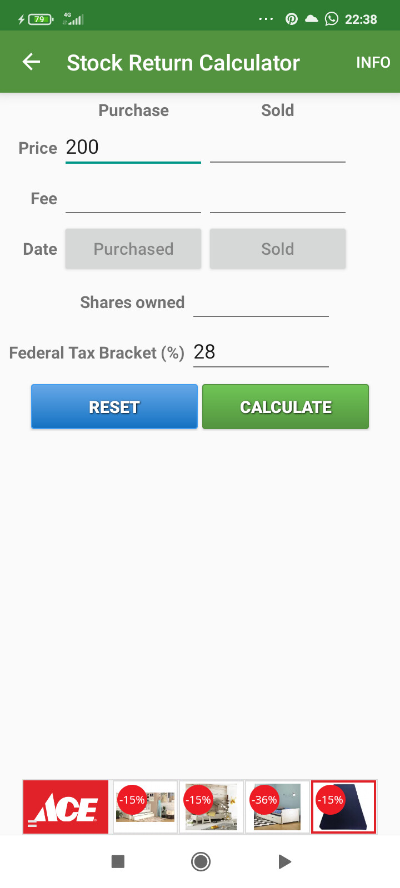 79 4G ... 22:38
Stock Return Calculator INFO
Purchase Sold
Price 200
Fee
Date Purchased Sold
Shares owned
Federal Tax Bracket (%) 28
RESET CALCULATE
ACE -15% -15% -36% -15%